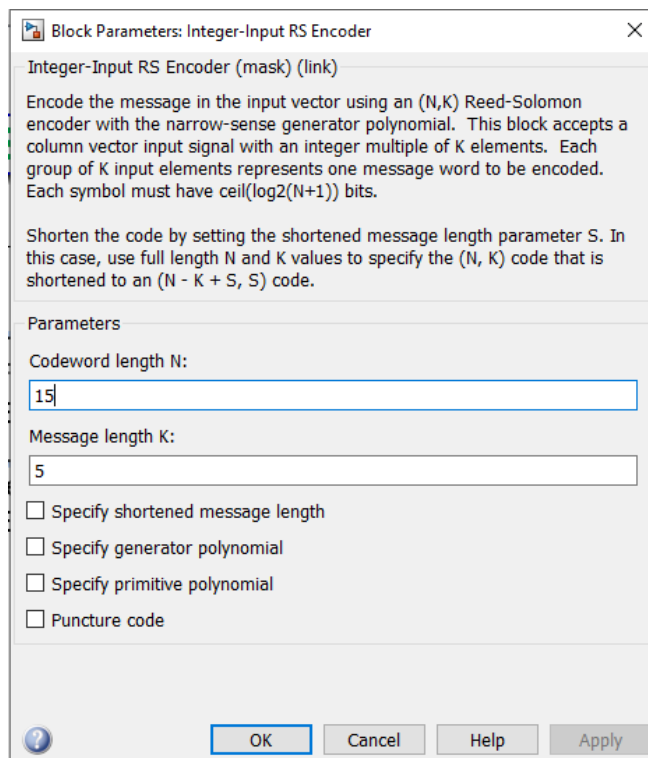 Block Parameters: Integer-Input RS Encoder
Integer-Input RS Encoder (mask) (link)
Encode the message in the input vector using an (N,K) Reed-Solomon
encoder with the narrow-sense generator polynomial.  This block accepts a
column vector input signal with an integer multiple of K elements.  Each
group of K input elements represents one message word to be encoded.
Each symbol must have ceil(log2(N+1)) bits.
Shorten the code by setting the shortened message length parameter S. In
this case, use full length N and K values to specify the (N, K) code that is
shortened to an (N - K + S, S) code.
Parameters
Codeword length N:
15
Message length K:
5
Specify shortened message length
Specify generator polynomial
Specify primitive polynomial
Puncture code
?
OK
Cancel
Help
Apply